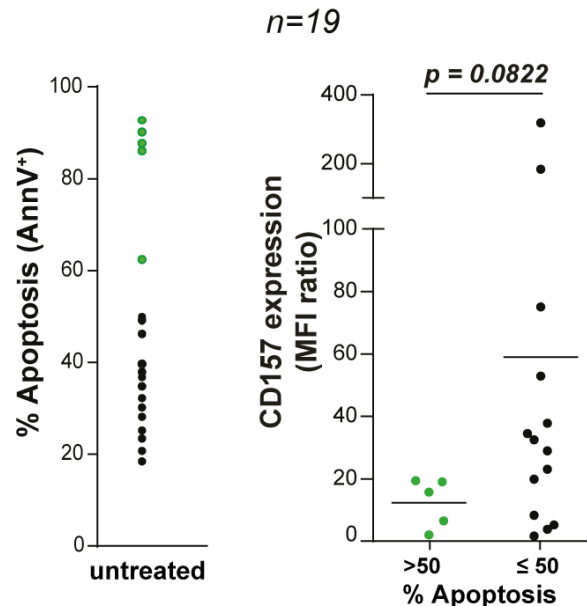 n=19
% Apoptosis (AnnV⁺)
100
80
60
40
20
0
untreated
p = 0.0822
CD157 expression
(MFI ratio)
400
200
100
80
60
40
20
0
>50
≤ 50
% Apoptosis